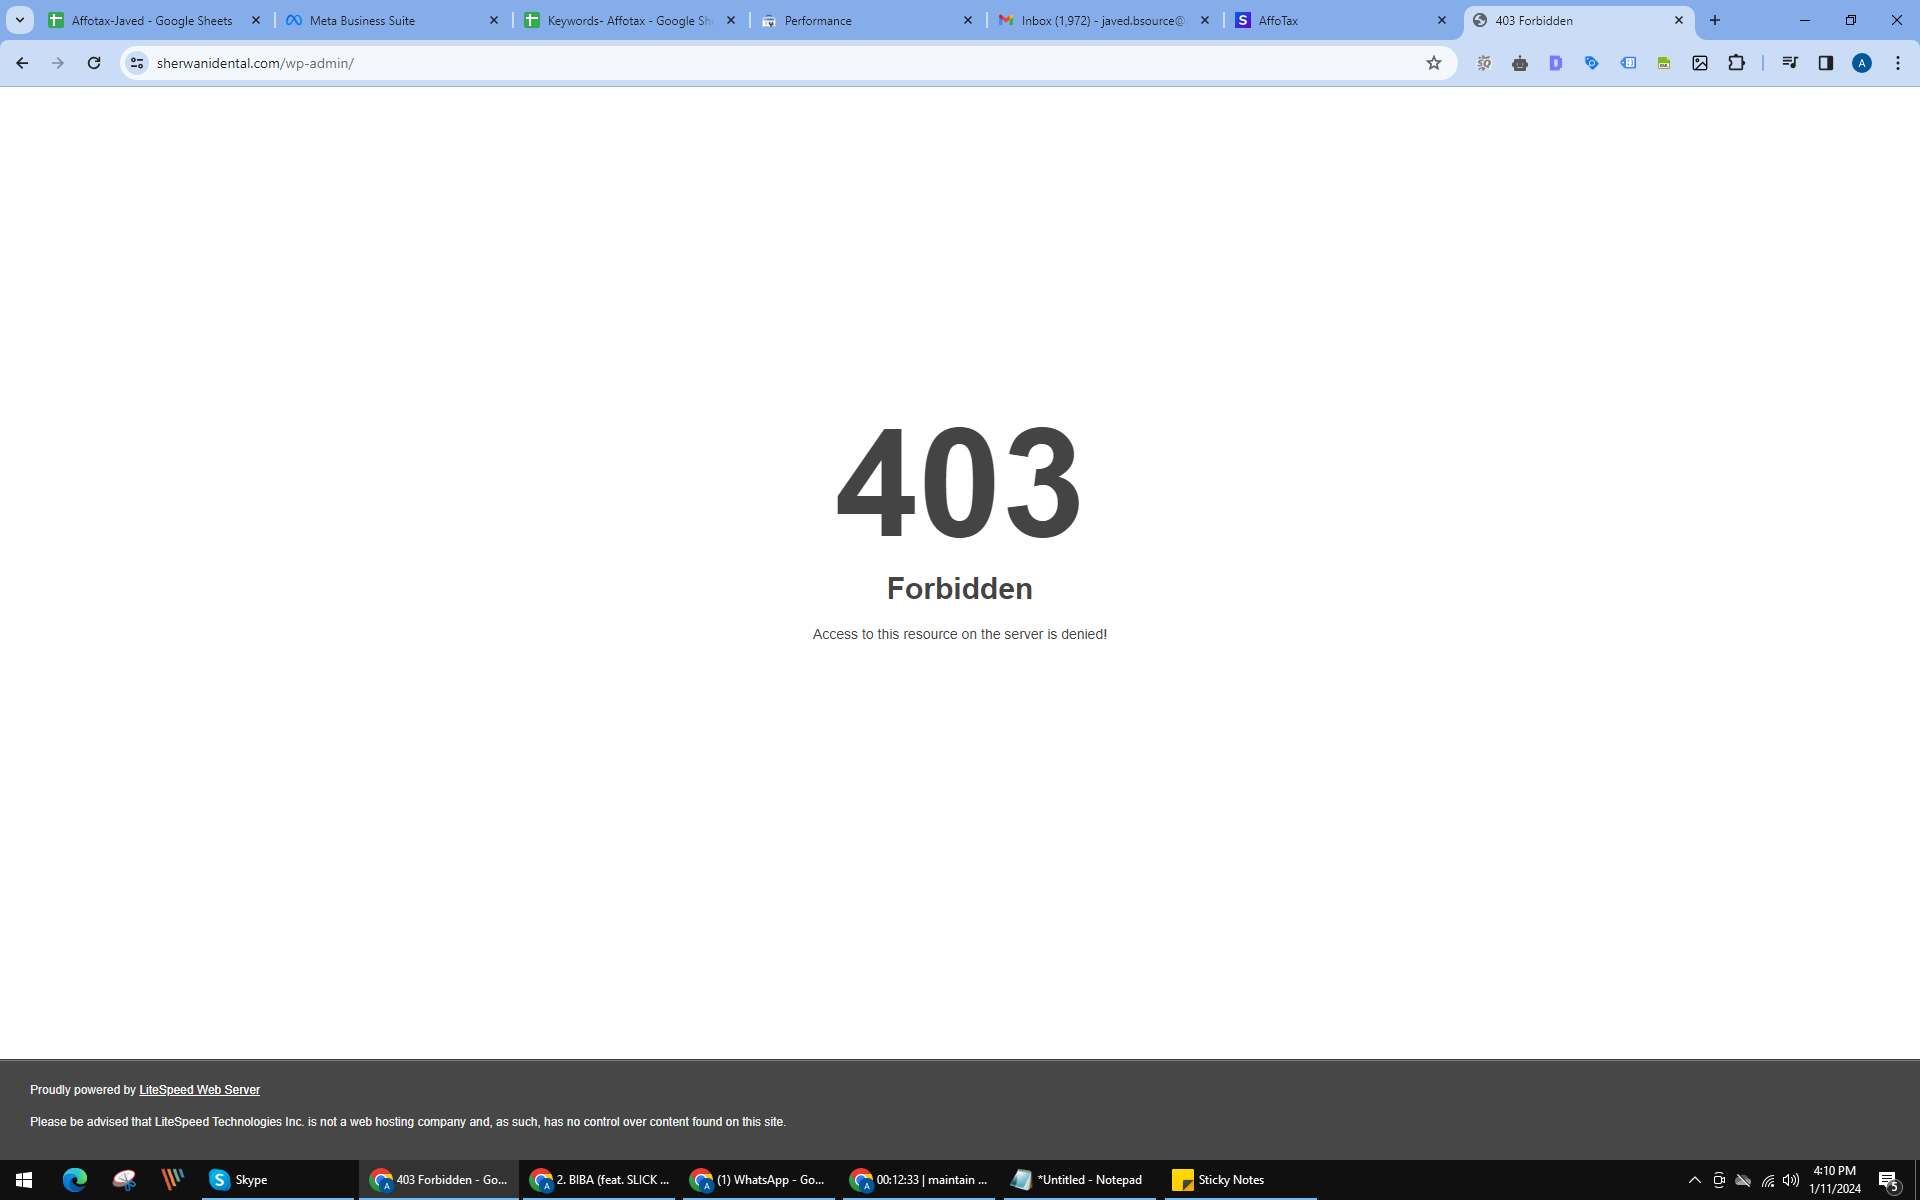 Affotax-Javed - Google Sheets
Meta Business Suite
Keywords- Affotax - Google Sh
Performance
Inbox (1,972) - javed.bsource@
S
AffoTax
403 Forbidden
sherwanidental.com/wp-admin/
SQ
D
A
403
Forbidden
Access to this resource on the server is denied!
Proudly powered by LiteSpeed Web Server
Please be advised that LiteSpeed Technologies Inc. is not a web hosting company and, as such, has no control over content found on this site.
S
Skype
A
403 Forbidden - Go...
A
2. BIBA (feat. SLICK ...
A
(1) WhatsApp - Go...
A
00:12:33 | maintain ...
*Untitled - Notepad
Sticky Notes
4:10 PM
1/11/2024
5